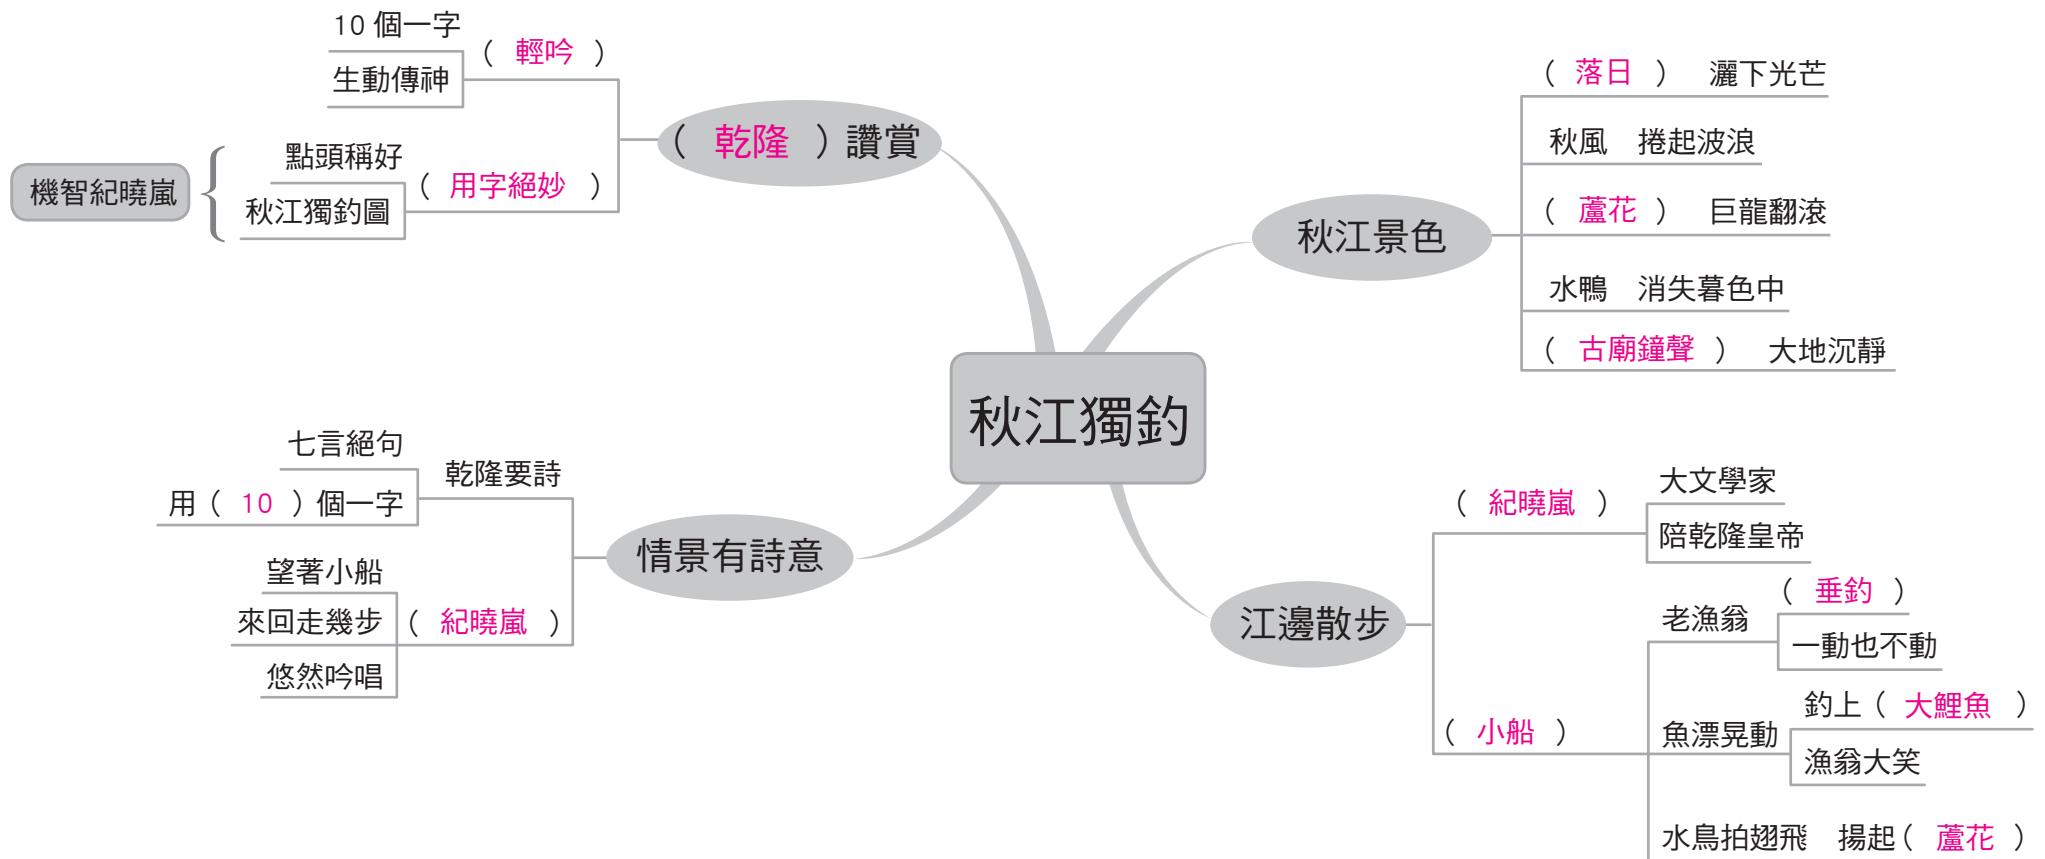 秋江獨釣
秋江景色
( 落日 ) 灑下光芒
秋風 捲起波浪
( 蘆花 ) 巨龍翻滾
水鴨 消失暮色中
( 古廟鐘聲 ) 大地沉靜
江邊散步
( 紀曉嵐 )
大文學家
陪乾隆皇帝
( 小船 )
老漁翁
( 垂釣 )
一動也不動
魚漂晃動
釣上 ( 大鯉魚 )
漁翁大笑
水鳥拍翅飛 揚起 ( 蘆花 )
情景有詩意
乾隆要詩
七言絕句
用 ( 10 ) 個一字
( 紀曉嵐 )
望著小船
來回走幾步
悠然吟唱
( 乾隆 ) 讚賞
( 輕吟 )
10 個一字
生動傳神
( 用字絕妙 )
點頭稱好
秋江獨釣圖
機智紀曉嵐